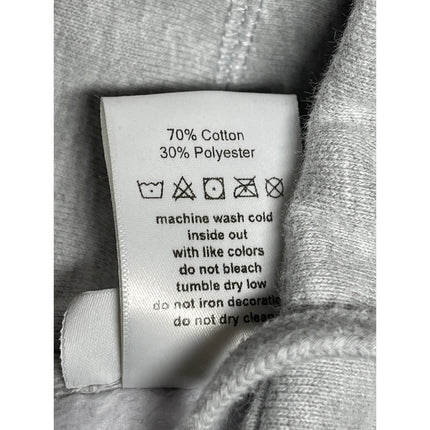 70% Cotton
30% Polyester
machine wash cold
inside out
with like colors
do not bleach
tumble dry low
do not iron decoratio
do not dry clean